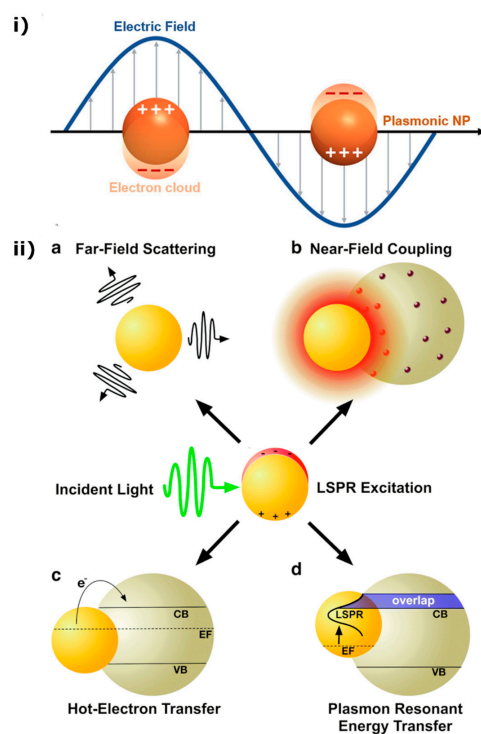 i)
Electric Field
+++
---
Plasmonic NP
---
+++
Electron cloud
ii)
a Far-Field Scattering
b Near-Field Coupling
Incident Light
- - -
+ + +
LSPR Excitation
c
e-
CB
EF
VB
Hot-Electron Transfer
d
overlap
LSPR
CB
EF
VB
Plasmon Resonant
Energy Transfer